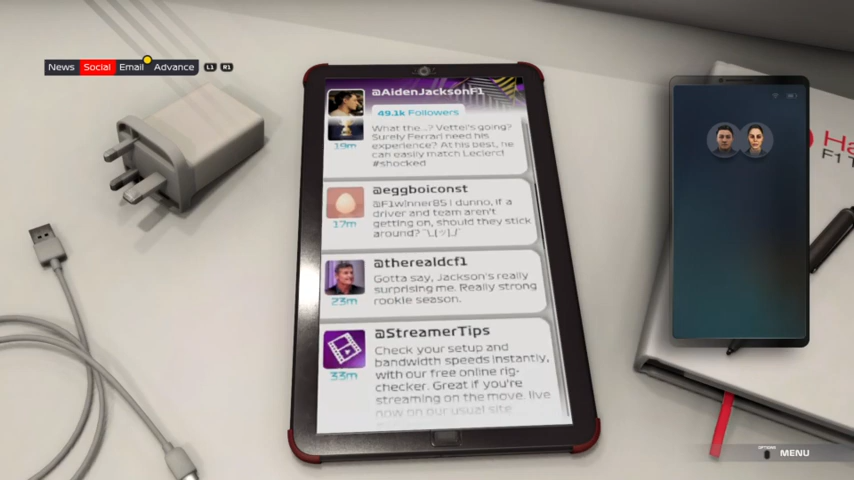 News Social Email Advance L1 R1
@AidenJacksonF1
49.1k Followers
What the...? Vettel's going?
Surely Ferrari need his
experience? At his best, he
can easily match Leclerc!
#shocked
19m
@eggboiconst
@F1Winner85 I dunno, if a
driver and team aren't
getting on, should they stick
around? ¯\_(ツ)_/¯
17m
@therealdcf1
Gotta say, Jackson's really
surprising me. Really strong
rookie season.
23m
@StreamerTips
Check your setup and
bandwidth speeds instantly,
with our free online rig-
checker. Great if you're
streaming on the move. live
now on our usual site
33m
Ha
F1 T
OPTIONS
MENU